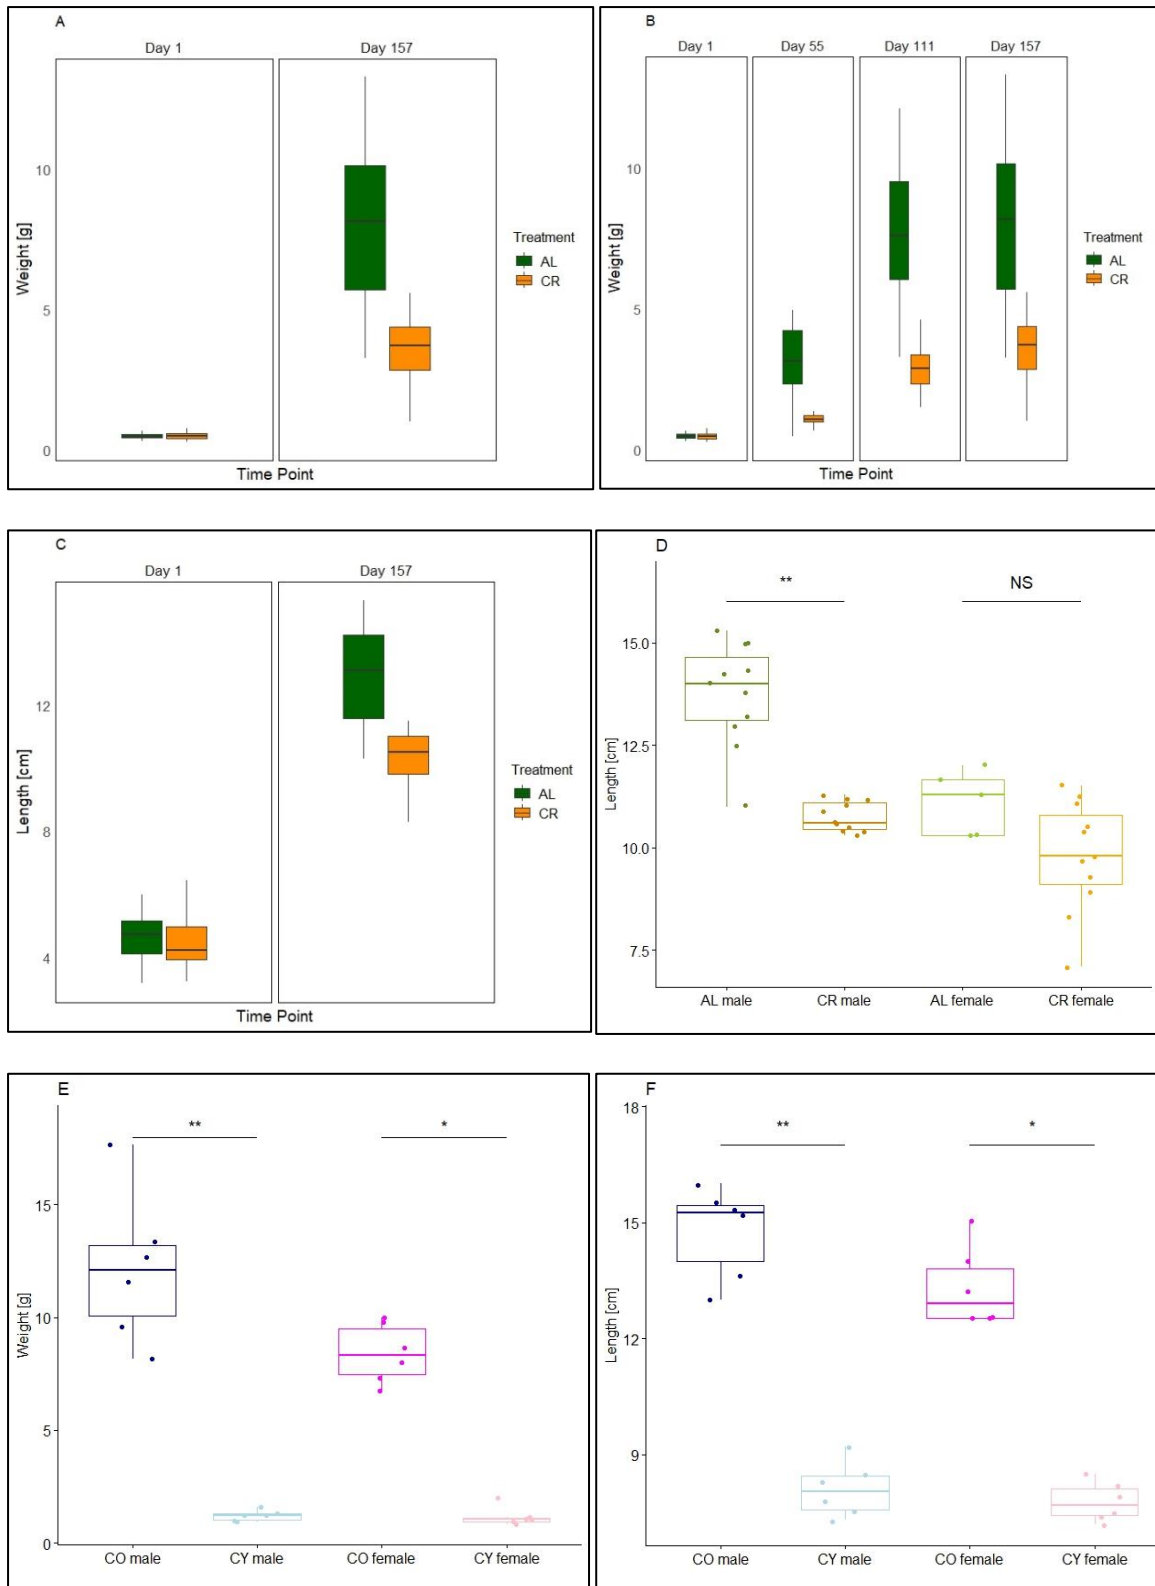 A
Day 1
Day 157
10
5
0
Weight [g]
Time Point
Treatment
AL
CR
B
Day 1
Day 55
Day 111
Day 157
10
5
0
Weight [g]
Time Point
Treatment
AL
CR
C
Day 1
Day 157
12
8
4
Length [cm]
Time Point
Treatment
AL
CR
D
**
NS
15.0
12.5
10.0
7.5
Length [cm]
AL male
CR male
AL female
CR female
E
**
*
15
10
5
0
Weight [g]
CO male
CY male
CO female
CY female
F
**
*
18
15
12
9
Length [cm]
CO male
CY male
CO female
CY female